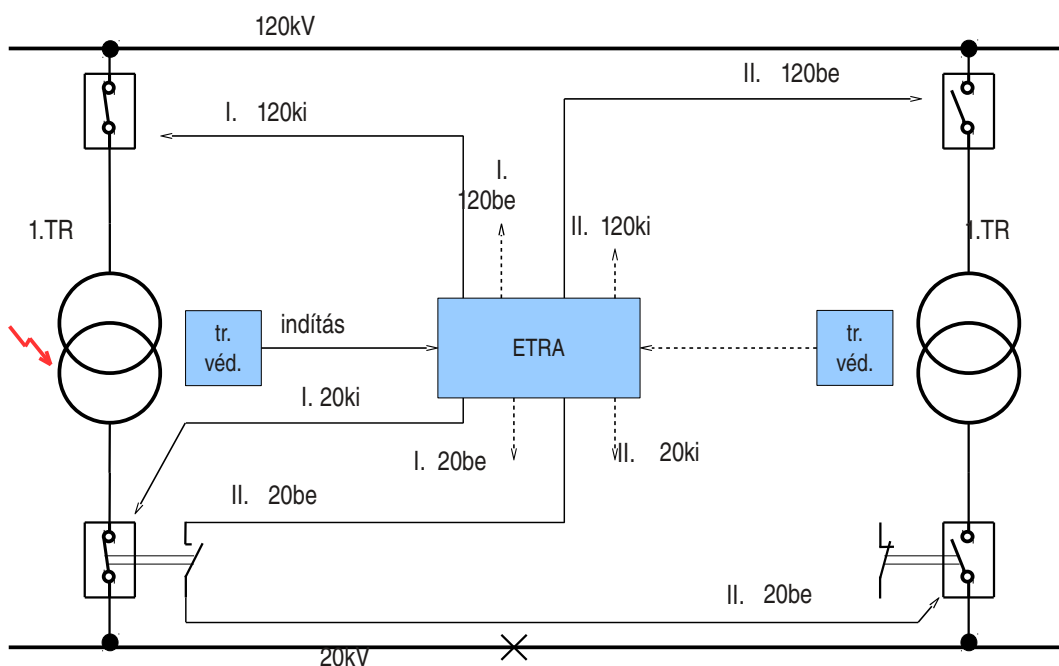 120kV
II. 120be
I. 120ki
I.
120be
1.TR
II. 120ki
1.TR
tr.
véd.
indítás
ETRA
tr.
véd.
I. 20ki
I. 20be
II. 20ki
II. 20be
II. 20be
20kV